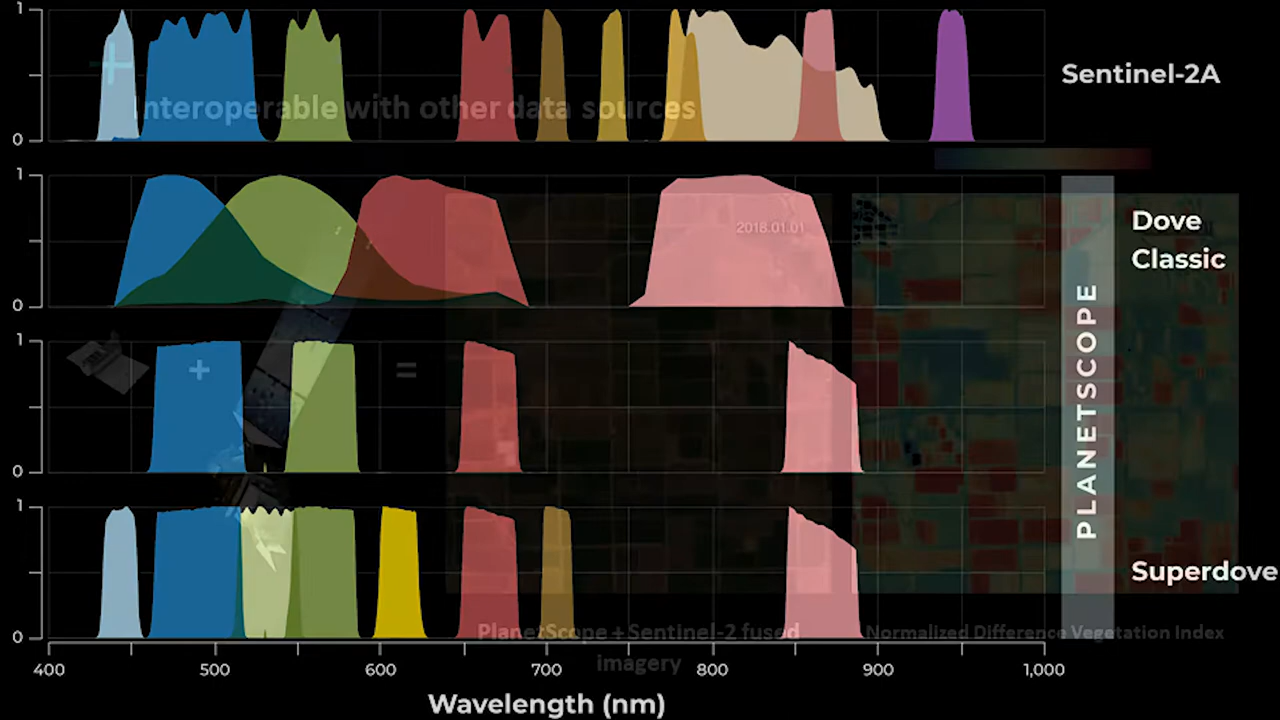 1
0
Sentinel-2A
nteroperable with other data sources
1
0
Dove
Classic
2018.01.01
PLANETSCOPE
1
0
+
=
1
0
Superdove
PlanetScope + Sentinel-2 fused
imagery
Normalized Difference Vegetation Index
400
500
600
700
800
900
1,000
Wavelength (nm)